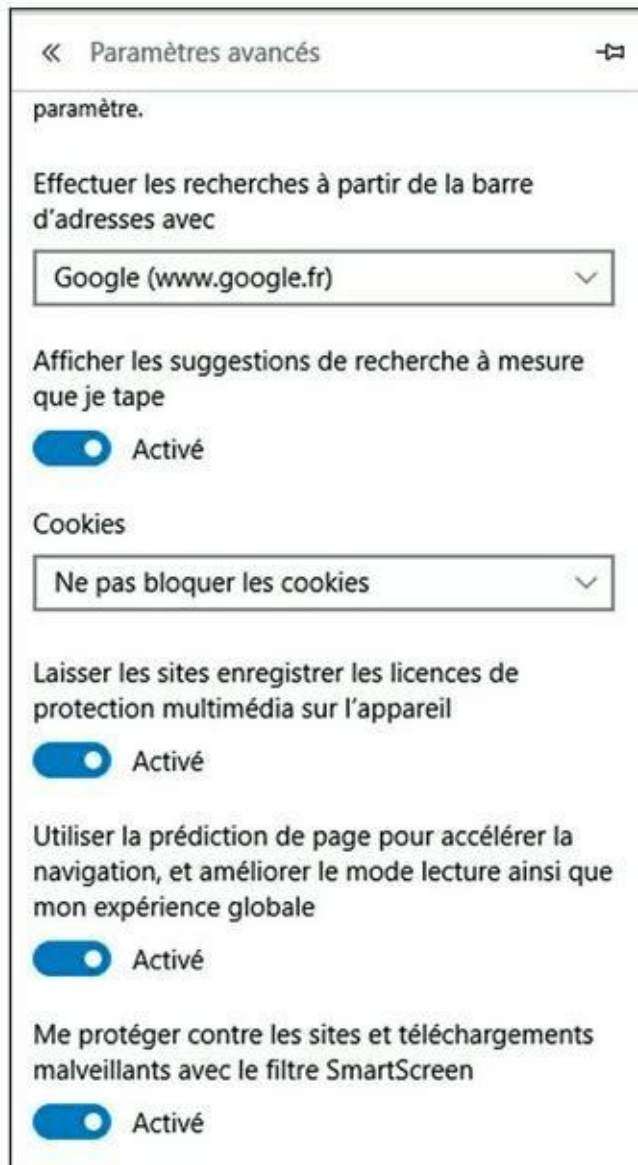 Paramètres avancés
paramètre.
Effectuer les recherches à partir de la barre
d'adresses avec
Google (www.google.fr)
Afficher les suggestions de recherche à mesure
que je tape
Activé
Cookies
Ne pas bloquer les cookies
Laisser les sites enregistrer les licences de
protection multimédia sur l'appareil
Activé
Utiliser la prédiction de page pour accélérer la
navigation, et améliorer le mode lecture ainsi que
mon expérience globale
Activé
Me protéger contre les sites et téléchargements
malveillants avec le filtre SmartScreen
Activé